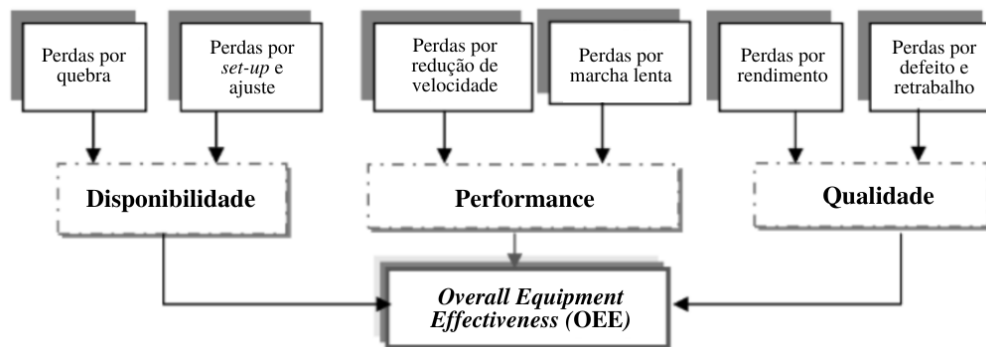 Perdas por
quebra
Perdas por
set-up e
ajuste
Perdas por
redução de
velocidade
Perdas por
marcha lenta
Perdas por
rendimento
Perdas por
defeito e
retrabalho
Disponibilidade
Performance
Qualidade
Overall Equipment
Effectiveness (OEE)